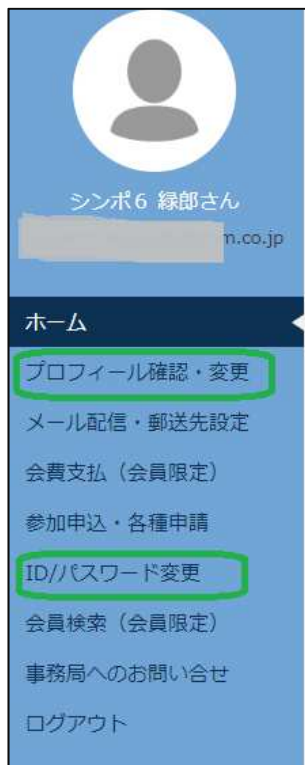 シンポ6 緑郎さん
m.co.jp
ホーム
プロフィール確認・変更
メール配信・郵送先設定
会費支払（会員限定）
参加申込・各種申請
ID/パスワード変更
会員検索（会員限定）
事務局へのお問い合せ
ログアウト